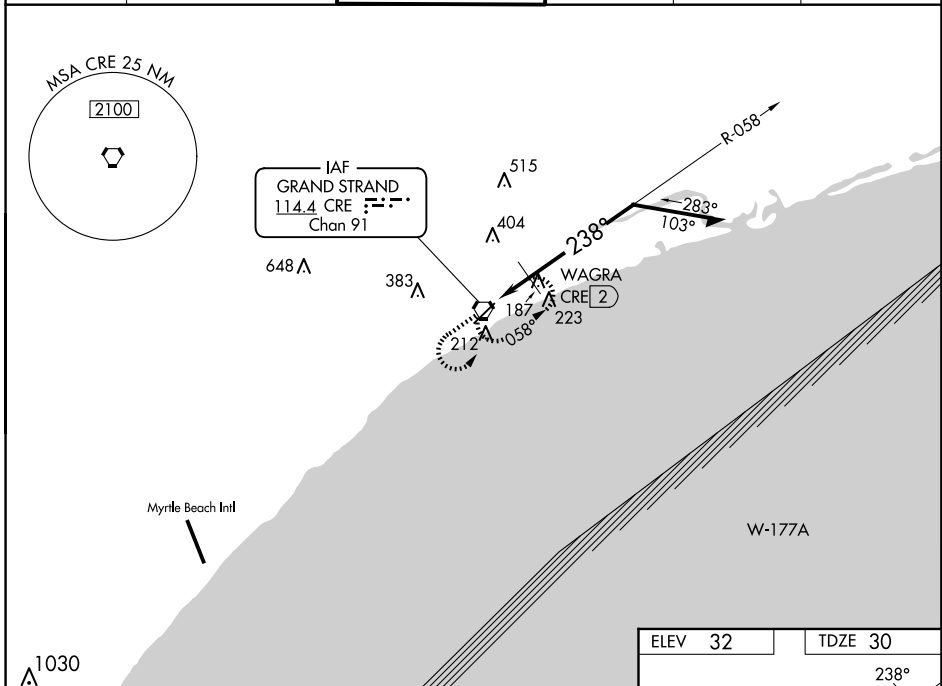 MSA CRE 25 NM
2100
IAF
GRAND STRAND
114.4 CRE
Chan 91
515
404
648
383
R-058
283°
103°
238°
WAGRA
CRE 2
187
223
212
058°
Myrtle Beach Intl
W-177A
1030
ELEV 32
TDZE 30
238°